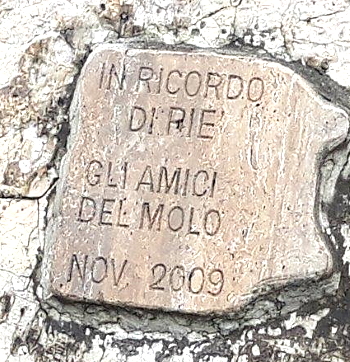 IN RICORDO
DI RIE'
GLI AMICI
DEL MOLO
NOV. 2009